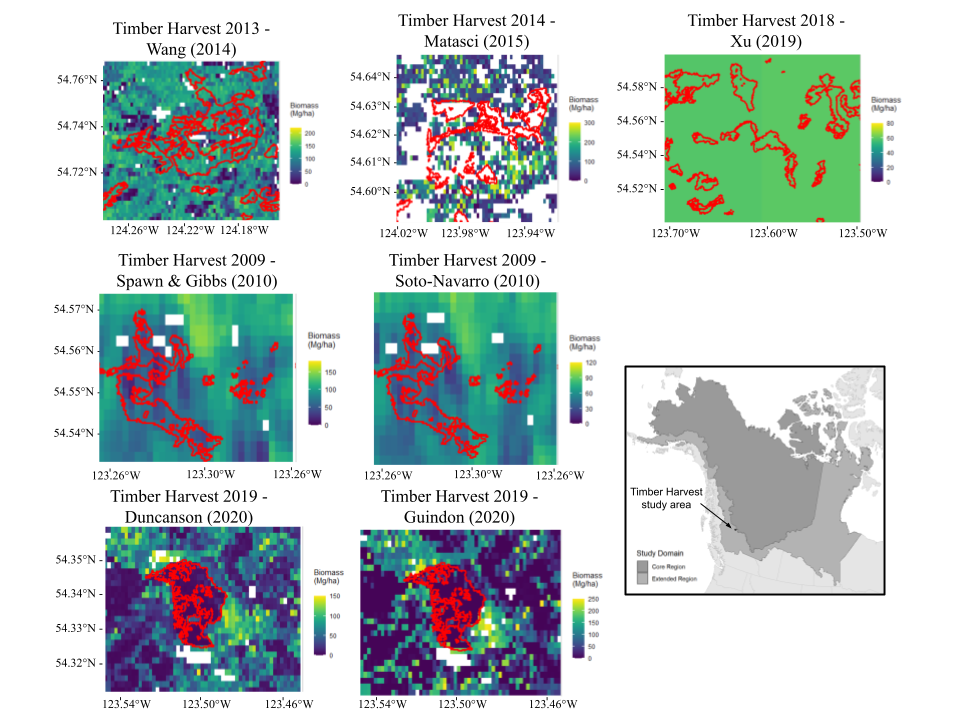 Timber Harvest 2013 -
Wang (2014)
54.76°N
54.74°N
54.72°N
124.26°W 124.22°W 124.18°W
Biomass
(Mg/ha)
200
150
100
50
0
Timber Harvest 2014 -
Matasci (2015)
54.64°N
54.63°N
54.62°N
54.61°N
54.60°N
124.02°W 123.98°W 123.94°W
Biomass
(Mg/ha)
300
200
100
0
Timber Harvest 2018 -
Xu (2019)
54.58°N
54.56°N
54.54°N
54.52°N
123.70°W 123.60°W 123.50°W
Biomass
(Mg/ha)
80
60
40
20
0
Timber Harvest 2009 -
Spawn & Gibbs (2010)
54.57°N
54.56°N
54.55°N
54.54°N
123.26°W 123.30°W 123.26°W
Biomass
(Mg/ha)
150
100
50
0
Timber Harvest 2009 -
Soto-Navarro (2010)
123.26°W 123.30°W 123.26°W
Biomass
(Mg/ha)
120
90
60
30
0
Timber Harvest
study area
Study Domain
Core Region
Extended Region
Timber Harvest 2019 -
Duncanson (2020)
54.35°N
54.34°N
54.33°N
54.32°N
123.54°W 123.50°W 123.46°W
Biomass
(Mg/ha)
150
100
50
0
Timber Harvest 2019 -
Guindon (2020)
123.54°W 123.50°W 123.46°W
Biomass
(Mg/ha)
250
200
150
100
50
0